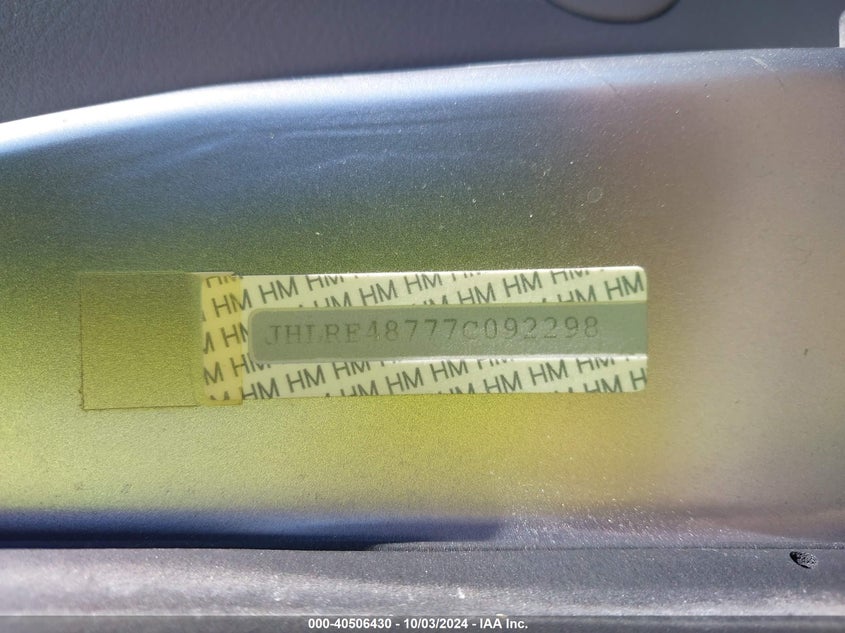 HM HM HM HM HM HM HM HM HM
JHLRE48777C092298
M HM HM HM HM HM HM HM HM HM
000-40506430 - 10/03/2024 - IAA Inc.